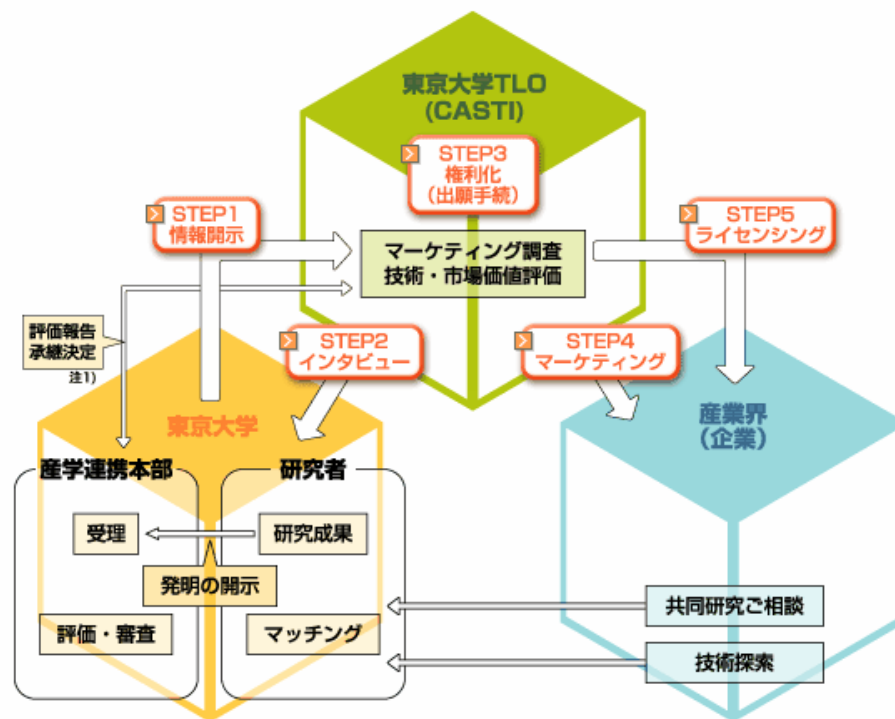 東京大学TLO
(CASTI)
STEP3
権利化
(出願手続)
STEP1
情報開示
STEP5
ライセンシング
マーケティング調査
技術・市場価値評価
評価報告
承継決定
注1)
STEP2
インタビュー
STEP4
マーケティング
東京大学
産業界
(企業)
産学連携本部
研究者
受理
研究成果
発明の開示
評価・審査
マッチング
共同研究ご相談
技術探索